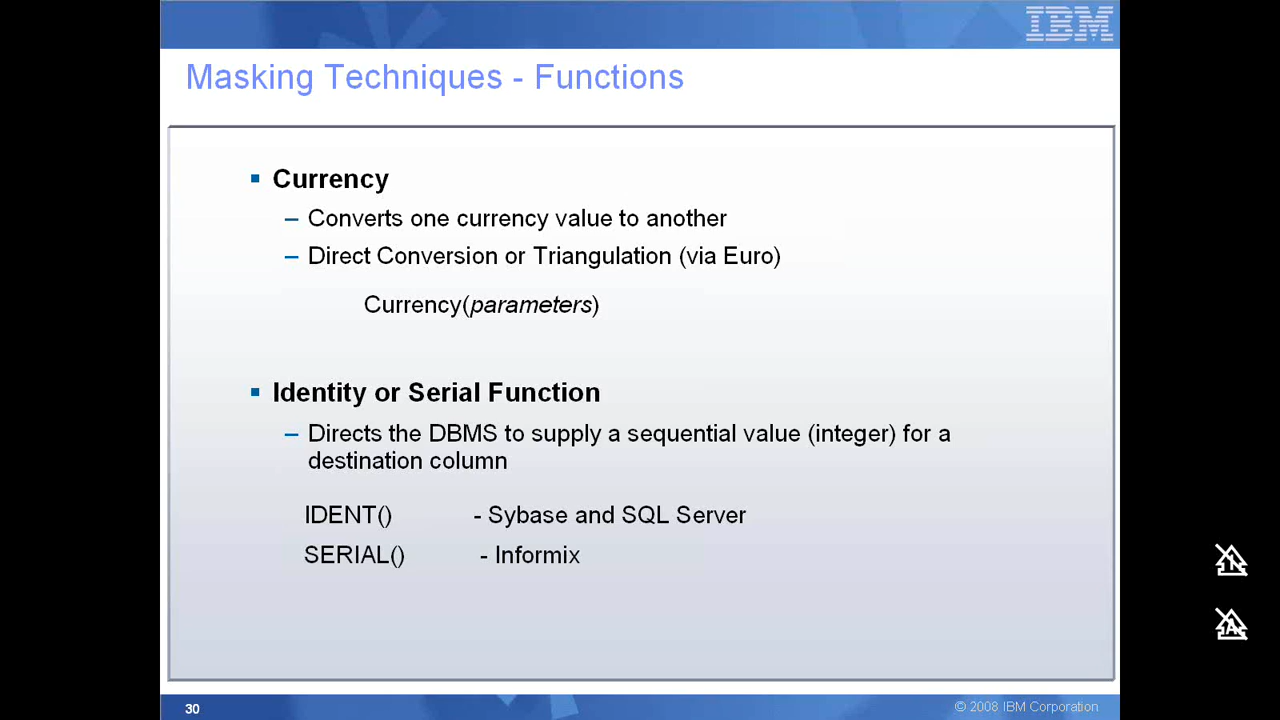 IBM
Masking Techniques - Functions
▪ Currency
– Converts one currency value to another
– Direct Conversion or Triangulation (via Euro)
Currency(parameters)
▪ Identity or Serial Function
– Directs the DBMS to supply a sequential value (integer) for a
destination column
IDENT() - Sybase and SQL Server
SERIAL() - Informix
30
© 2008 IBM Corporation